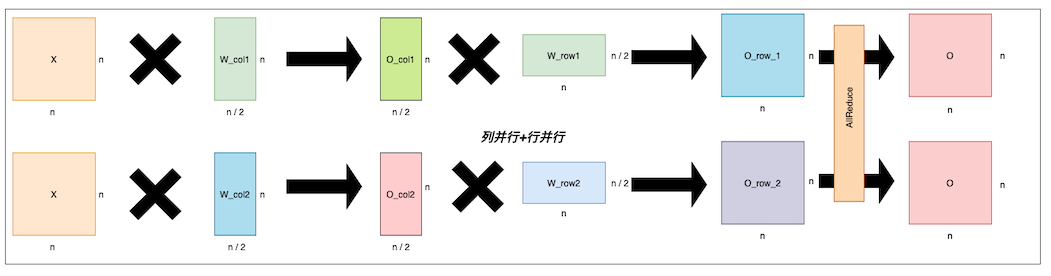 X
n
n
W_col1
n
n / 2
O_col1
n
n / 2
W_row1
n / 2
n
O_row_1
n
n
AllReduce
O
n
n
列并行+行并行
X
n
n
W_col2
n
n / 2
O_col2
n
n / 2
W_row2
n / 2
n
O_row_2
n
n
O
n
n